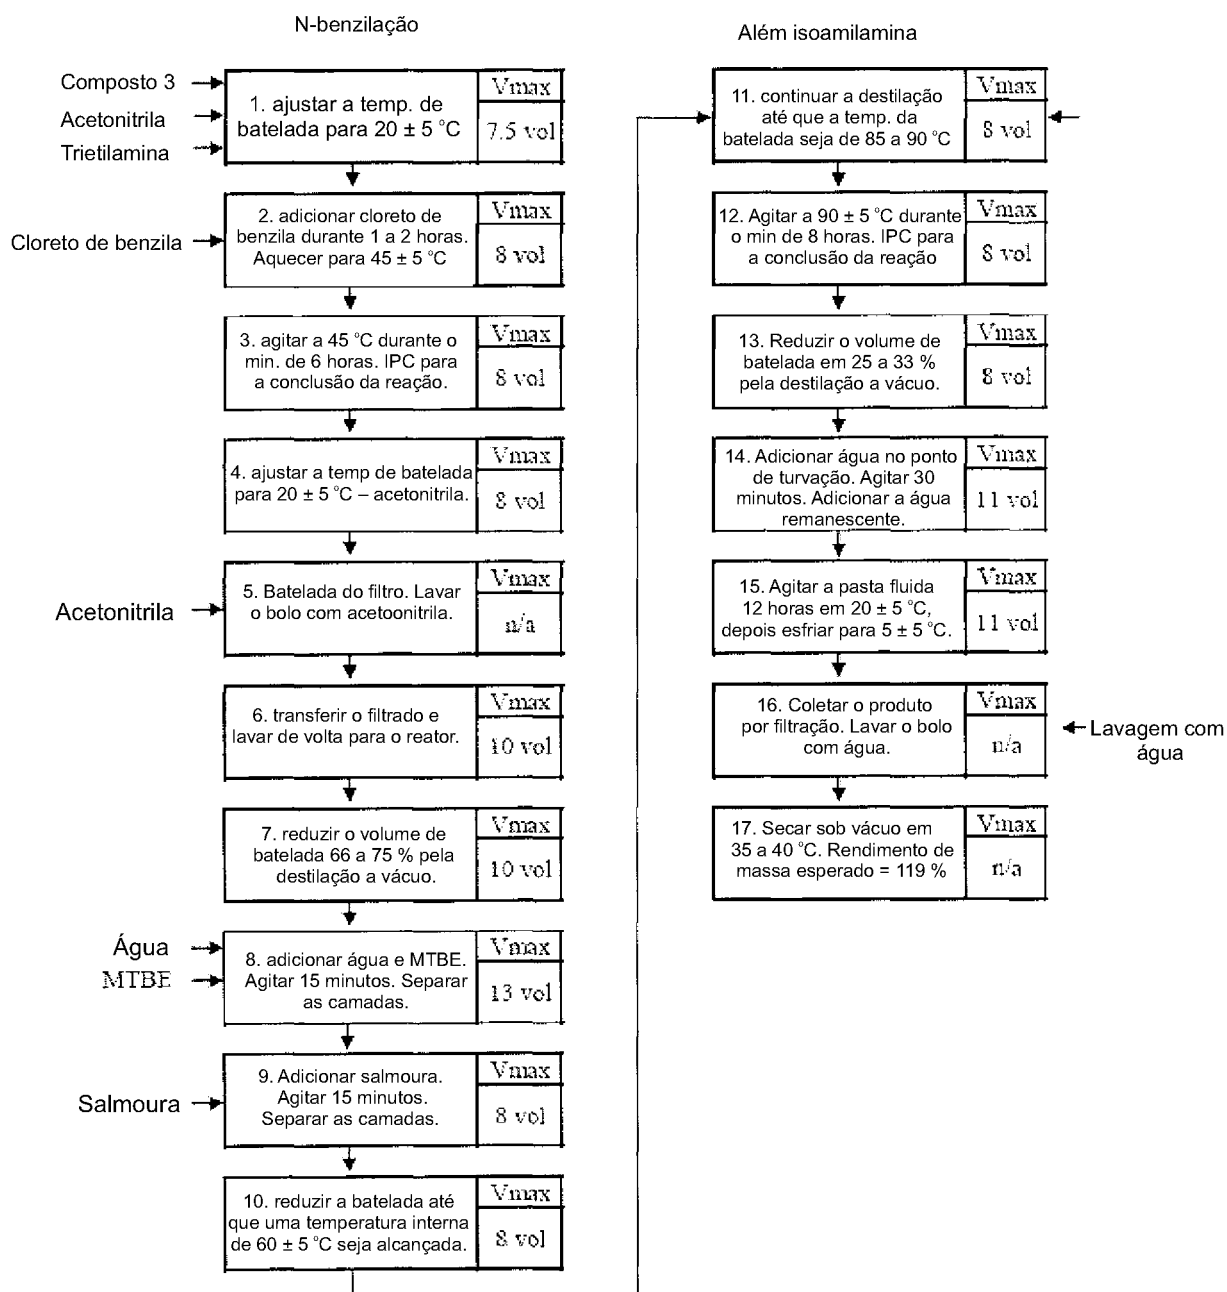 N-benzilação
Composto 3
Acetonitrila
Trietilamina
1. ajustar a temp. de
batelada para 20 ± 5 °C
Vmax
7.5 vol
Cloreto de benzila
2. adicionar cloreto de
benzila durante 1 a 2 horas.
Aquecer para 45 ± 5 °C
Vmax
8 vol
3. agitar a 45 °C durante o
min. de 6 horas. IPC para
a conclusão da reação.
Vmax
8 vol
4. ajustar a temp de batelada
para 20 ± 5 °C – acetonitrila.
Vmax
8 vol
Acetonitrila
5. Batelada do filtro. Lavar
o bolo com acetoonitrila.
Vmax
n/a
6. transferir o filtrado e
lavar de volta para o reator.
Vmax
10 vol
7. reduzir o volume de
batelada 66 a 75 % pela
destilação a vácuo.
Vmax
10 vol
Água
MTBE
8. adicionar água e MTBE.
Agitar 15 minutos. Separar
as camadas.
Vmax
13 vol
Salmoura
9. Adicionar salmoura.
Agitar 15 minutos.
Separar as camadas.
Vmax
8 vol
10. reduzir a batelada até
que uma temperatura interna
de 60 ± 5 °C seja alcançada.
Vmax
8 vol
Além isoamilamina
11. continuar a destilação
até que a temp. da
batelada seja de 85 a 90 °C
Vmax
8 vol
12. Agitar a 90 ± 5 °C durante
o min de 8 horas. IPC para
a conclusão da reação
Vmax
8 vol
13. Reduzir o volume de
batelada em 25 a 33 %
pela destilação a vácuo.
Vmax
8 vol
14. Adicionar água no ponto
de turvação. Agitar 30
minutos. Adicionar a água
remanescente.
Vmax
11 vol
15. Agitar a pasta fluida
12 horas em 20 ± 5 °C,
depois esfriar para 5 ± 5 °C.
Vmax
11 vol
16. Coletar o produto
por filtração. Lavar o bolo
com água.
Vmax
n/a
Lavagem com
água
17. Secar sob vácuo em
35 a 40 °C. Rendimento de
massa esperado = 119 %
Vmax
n/a